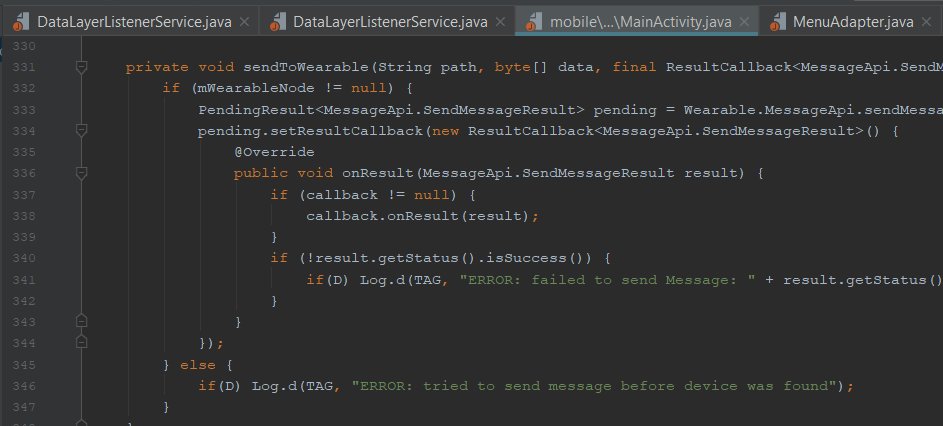 DataLayerListenerService.java DataLayerListenerService.java mobile\...\MainActivity.java MenuAdapter.java
330
331 private void sendToWearable(String path, byte[] data, final ResultCallback<MessageApi.SendM
332 if (mWearableNode != null) {
333 PendingResult<MessageApi.SendMessageResult> pending = Wearable.MessageApi.sendMessa
334 pending.setResultCallback(new ResultCallback<MessageApi.SendMessageResult>() {
335 @Override
336 public void onResult(MessageApi.SendMessageResult result) {
337 if (callback != null) {
338 callback.onResult(result);
339 }
340 if (!result.getStatus().isSuccess()) {
341 if(D) Log.d(TAG, "ERROR: failed to send Message: " + result.getStatus()
342 }
343 }
344 });
345 } else {
346 if(D) Log.d(TAG, "ERROR: tried to send message before device was found");
347 }